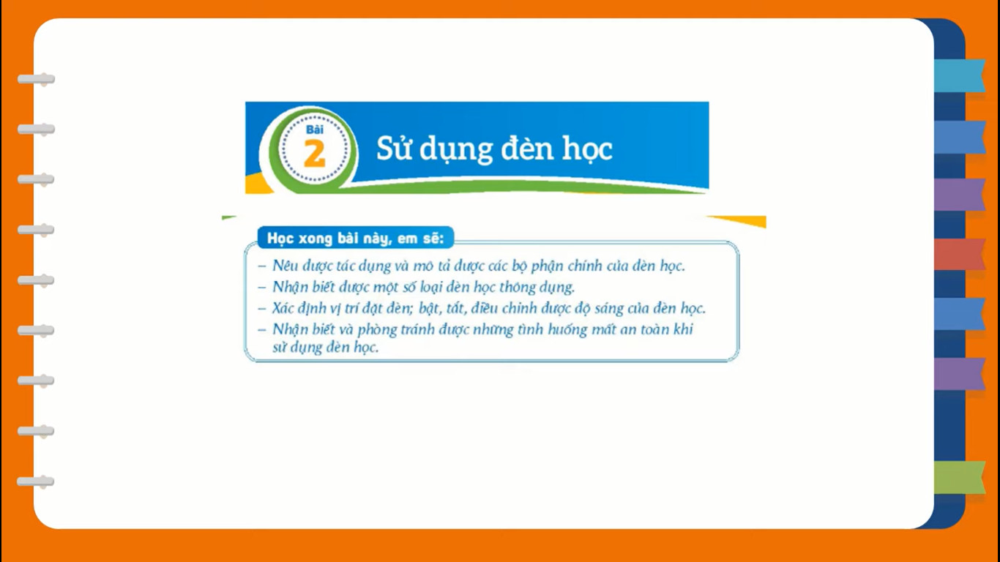 Bài
2
Sử dụng đèn học
Học xong bài này, em sẽ:
– Nêu được tác dụng và mô tả được các bộ phận chính của đèn học.
– Nhận biết được một số loại đèn học thông dụng.
– Xác định vị trí đặt đèn; bật, tắt, điều chỉnh được độ sáng của đèn học.
– Nhận biết và phòng tránh được những tình huống mất an toàn khi
sử dụng đèn học.